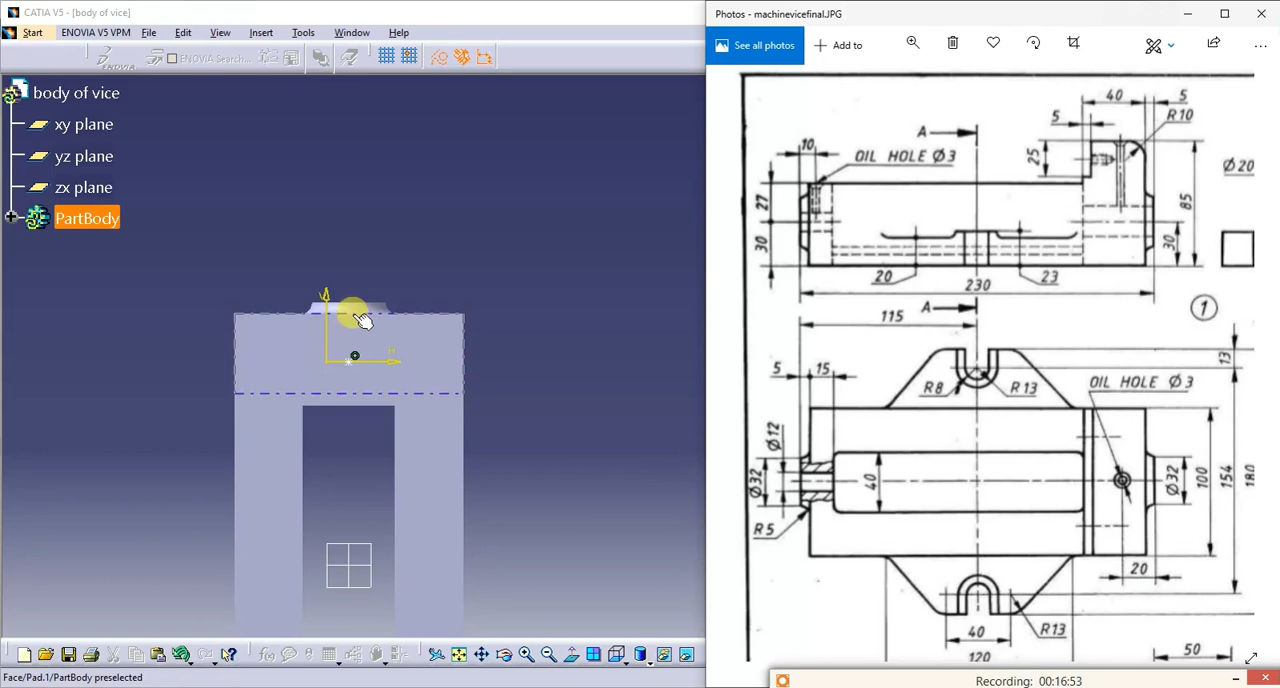 CATIA V5 - [body of vice]
Start ENOVIA V5 VPM File Edit View Insert Tools Window Help
ENOVIA Search...
body of vice
xy plane
yz plane
zx plane
PartBody
V
H
Face/Pad.1/PartBody preselected
Photos - machinevicefinal.JPG
See all photos
Add to
40
5
A
5
R10
10
OIL HOLE Ø3
25
Ø20
27
85
30
30
20
23
230
A
1
115
13
5
15
R8
R13
OIL HOLE Ø3
Ø12
Ø32
40
Ø32
100
154
180
R5
20
40
R13
120
50
Recording: 00:16:53